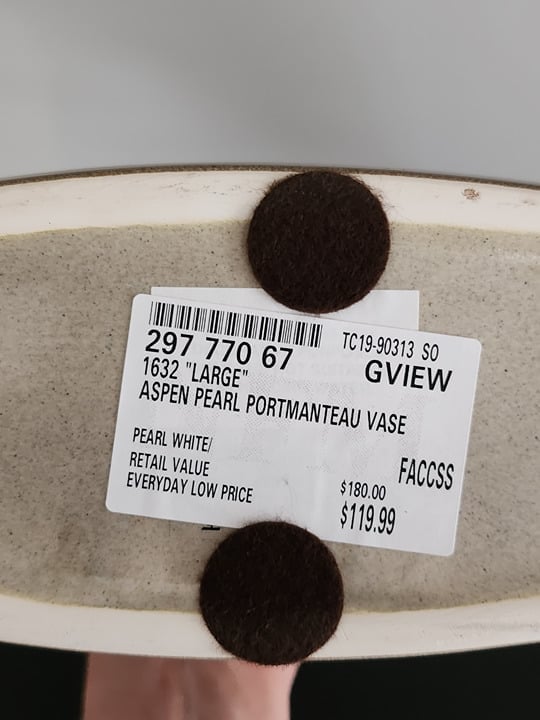 297 770 67
TC19-90313 SO
GVIEW
1632 "LARGE"
ASPEN PEARL PORTMANTEAU VASE
PEARL WHITE/
RETAIL VALUE
EVERYDAY LOW PRICE
FACCSS
$180.00
$119.99